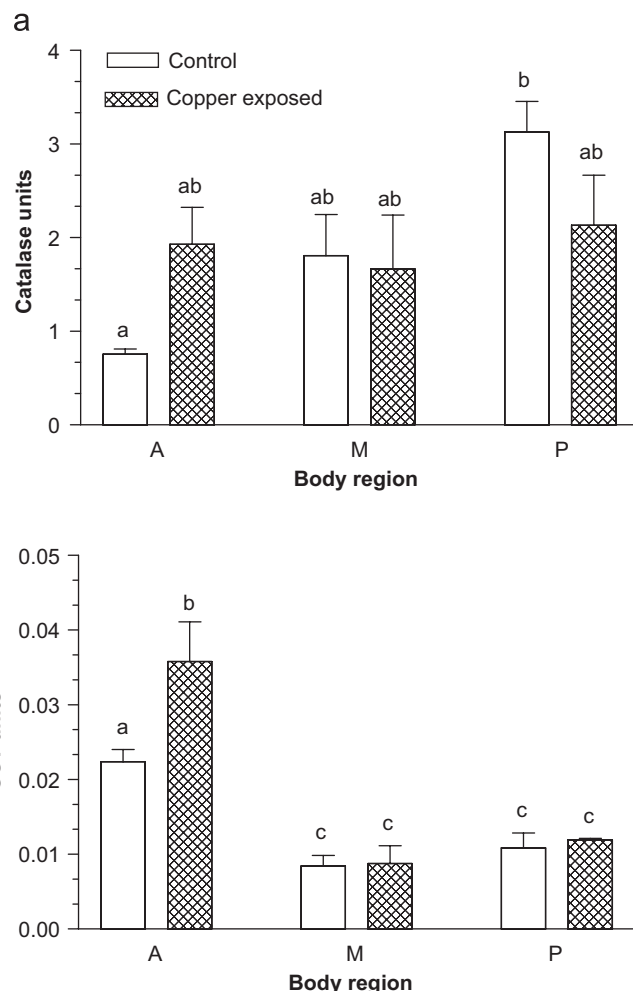 a
4
Control
Copper exposed
b
3
ab
ab
ab
ab
2
Catalase units
a
1
0
A
M
P
Body region
0.05
b
0.04
a
0.03
0.02
c
c
c
c
0.01
0.00
A
M
P
Body region